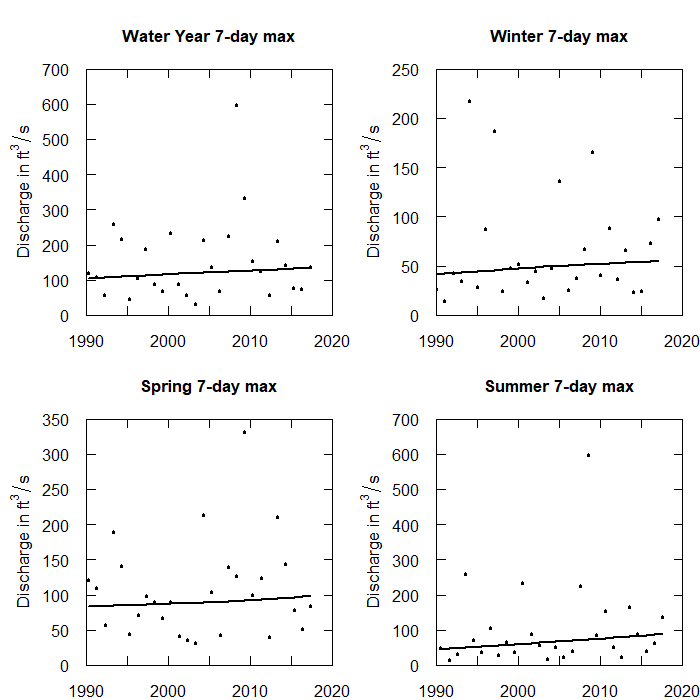 Water Year 7-day max
Discharge in ft³/s
700
600
500
400
300
200
100
0
1990 2000 2010 2020
Winter 7-day max
Discharge in ft³/s
250
200
150
100
50
0
1990 2000 2010 2020
Spring 7-day max
Discharge in ft³/s
350
300
250
200
150
100
50
0
1990 2000 2010 2020
Summer 7-day max
Discharge in ft³/s
700
600
500
400
300
200
100
0
1990 2000 2010 2020